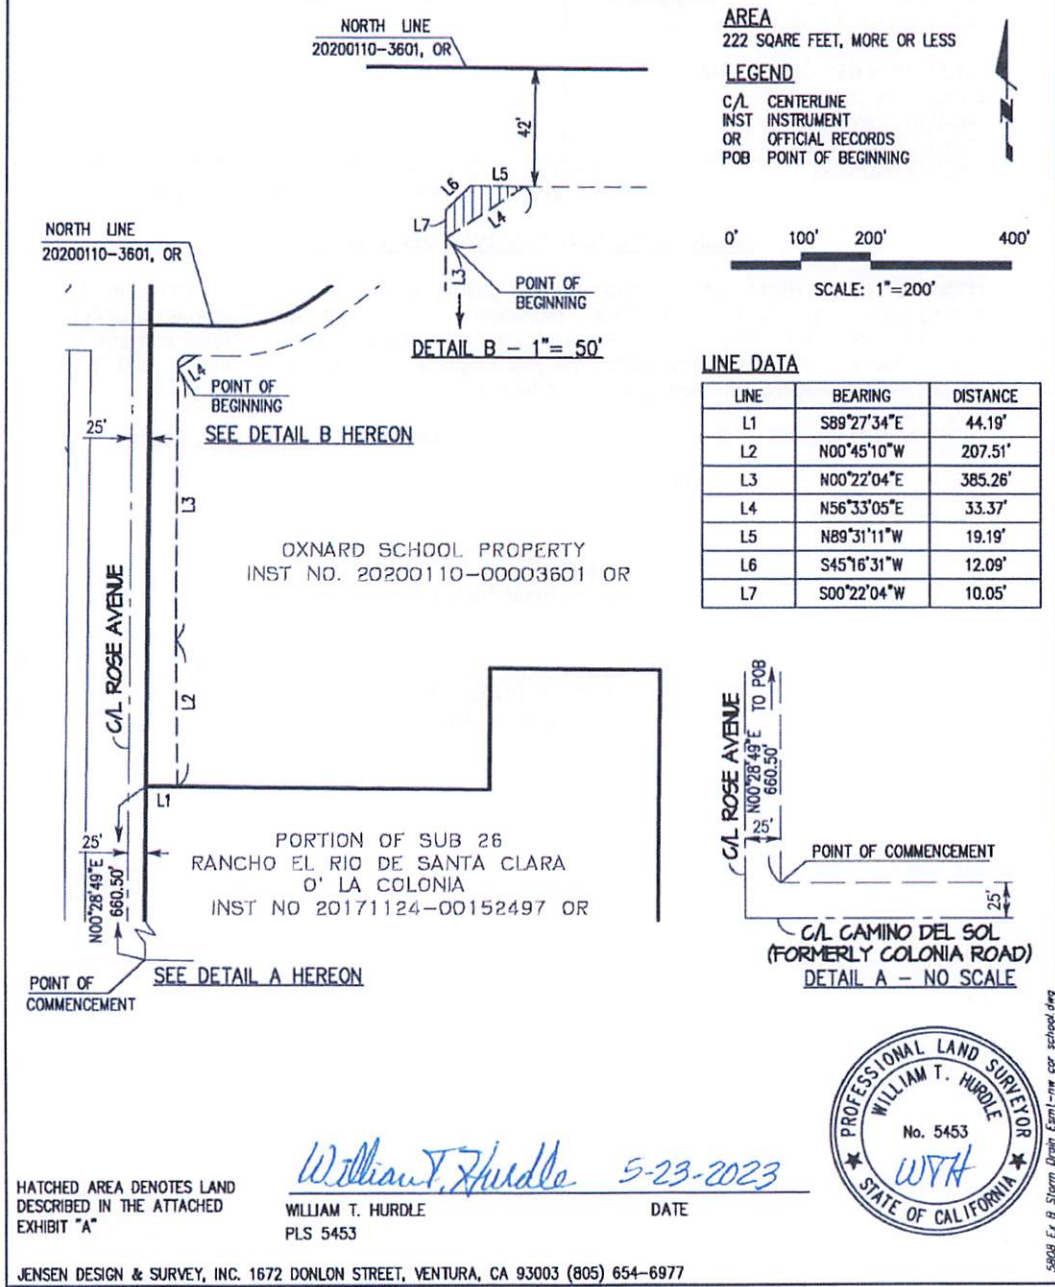 NORTH LINE
20200110-3601, OR
42'
L5
L6
L7
L4
L3
POINT OF
BEGINNING
DETAIL B - 1"= 50'
AREA
222 SQARE FEET, MORE OR LESS
LEGEND
C/L CENTERLINE
INST INSTRUMENT
OR OFFICIAL RECORDS
POB POINT OF BEGINNING
N
0' 100' 200' 400'
SCALE: 1"=200'
NORTH LINE
20200110-3601, OR
L4
POINT OF
BEGINNING
25'
SEE DETAIL B HEREON
L3
OXNARD SCHOOL PROPERTY
INST NO. 20200110-00003601 OR
C/L ROSE AVENUE
L2
L1
25'
N00°28'49"E
660.50'
PORTION OF SUB 26
RANCHO EL RIO DE SANTA CLARA
O' LA COLONIA
INST NO 20171124-00152497 OR
POINT OF
COMMENCEMENT
SEE DETAIL A HEREON
LINE DATA
LINE BEARING DISTANCE
L1 S89°27'34"E 44.19'
L2 N00°45'10"W 207.51'
L3 N00°22'04"E 385.26'
L4 N56°33'05"E 33.37'
L5 N89°31'11"W 19.19'
L6 S45°16'31"W 12.09'
L7 S00°22'04"W 10.05'
C/L ROSE AVENUE
N00°28'49"E TO POB
660.50'
25'
POINT OF COMMENCEMENT
25'
C/L CAMINO DEL SOL
(FORMERLY COLONIA ROAD)
DETAIL A - NO SCALE
PROFESSIONAL LAND SURVEYOR
WILLIAM T. HURDLE
No. 5453
WTH
STATE OF CALIFORNIA
HATCHED AREA DENOTES LAND
DESCRIBED IN THE ATTACHED
EXHIBIT "A"
William T. Hurdle 5-23-2023
WILLIAM T. HURDLE DATE
PLS 5453
JENSEN DESIGN & SURVEY, INC. 1672 DONLON STREET, VENTURA, CA 93003 (805) 654-6977
5808 Ex B Storm Drain Esmt-nw cor school.dwg